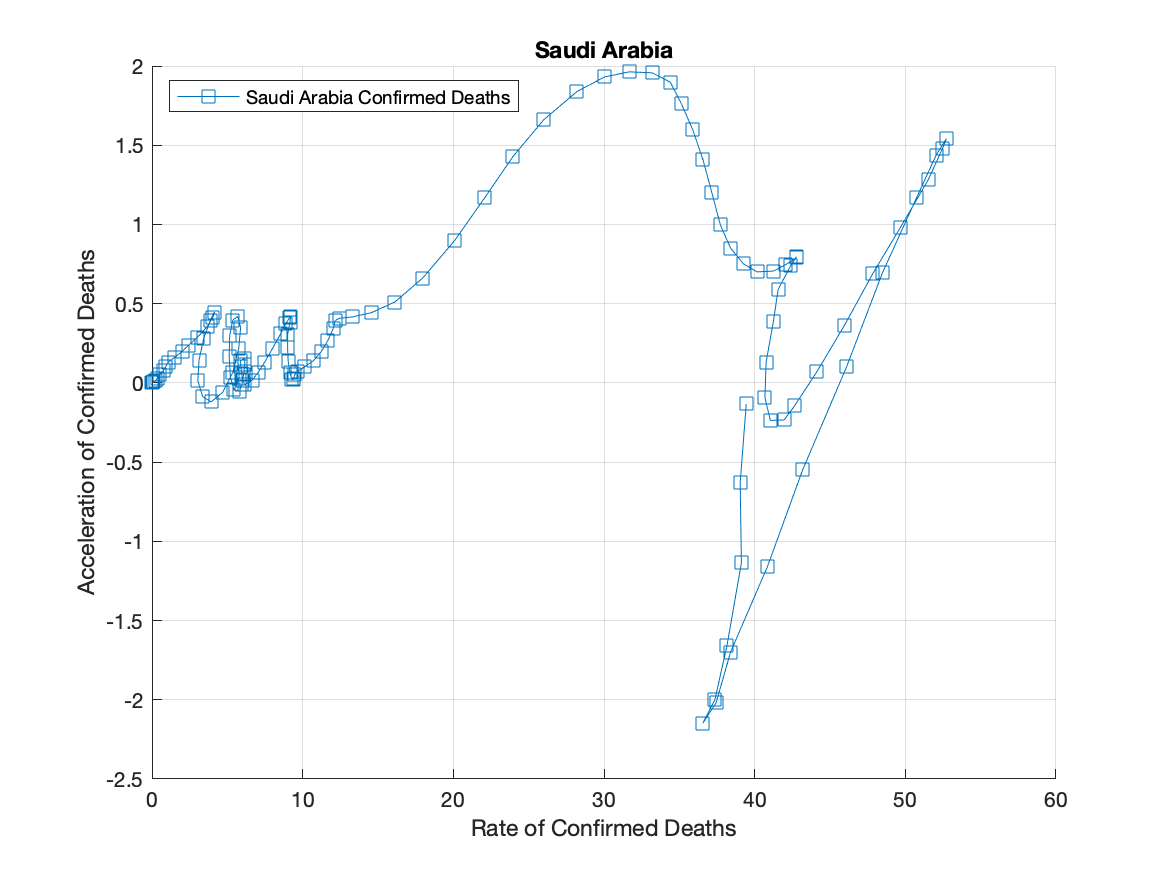 Saudi Arabia
Saudi Arabia Confirmed Deaths
2
1.5
1
0.5
0
-0.5
-1
-1.5
-2
-2.5
Acceleration of Confirmed Deaths
0 10 20 30 40 50 60
Rate of Confirmed Deaths